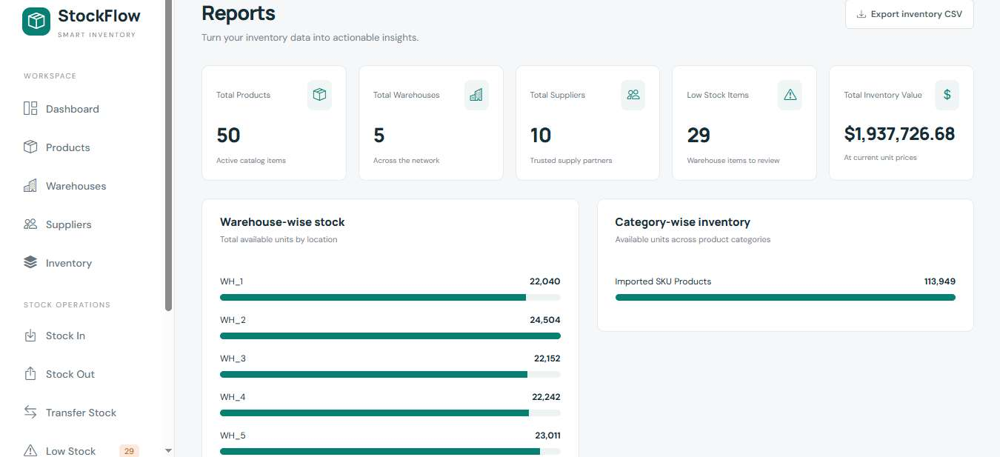 StockFlow
SMART INVENTORY
WORKSPACE
Dashboard
Products
Warehouses
Suppliers
Inventory
STOCK OPERATIONS
Stock In
Stock Out
Transfer Stock
Low Stock 29
Reports
Turn your inventory data into actionable insights.
Export inventory CSV
Total Products
50
Active catalog items
Total Warehouses
5
Across the network
Total Suppliers
10
Trusted supply partners
Low Stock Items
29
Warehouse items to review
Total Inventory Value
$
$1,937,726.68
At current unit prices
Warehouse-wise stock
Total available units by location
WH_1 22,040
WH_2 24,504
WH_3 22,152
WH_4 22,242
WH_5 23,011
Category-wise inventory
Available units across product categories
Imported SKU Products 113,949